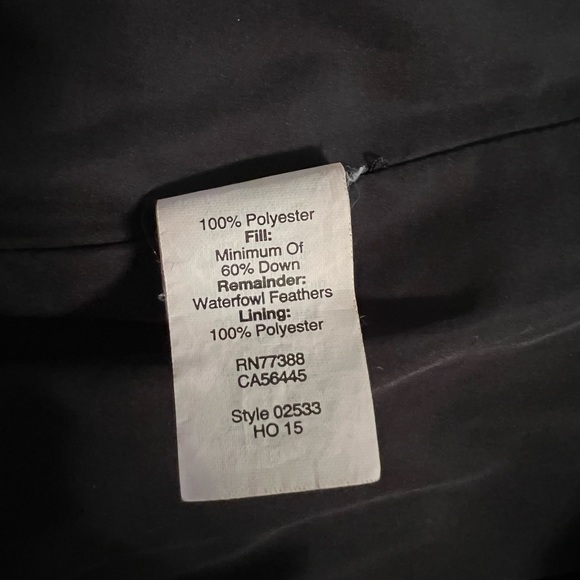 100% Polyester
Fill:
Minimum Of
60% Down
Remainder:
Waterfowl Feathers
Lining:
100% Polyester
RN77388
CA56445
Style 02533
HO 15